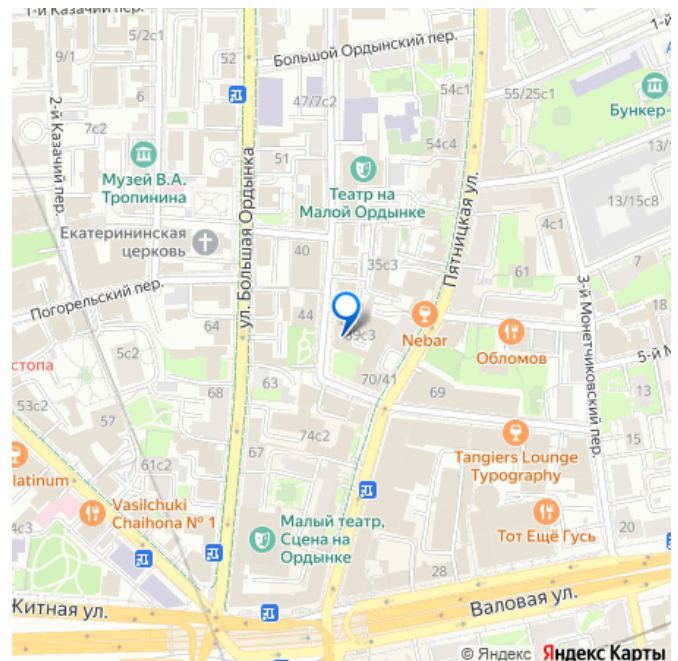 1-й Казачий пер.
1-й
5/2с1
52
Большой Ордынский пер.
9/1
6
47/7с2
54с1
55/25с1
Бункер-
2-й Казачий пер.
7с2
51
54с4
13/1
Музей В.А.
Тропинина
Театр на
Малой Ордынке
13/15с8
ул. Большая Ордынка
Пятницкая ул.
4с1
Екатерининская
церковь
40
35с3
61
3-й Монетчиковский пер.
Погорельский пер.
18
64
44
39с3
Nebar
Обломов
5-й М
5с2
стопа
63
70/41
69
53с2
68
57
15
74с2
67
61с2
Tangiers Lounge
Typography
latinum
Vasilchuki
Chaihona № 1
4с3
Малый театр,
Сцена на
Ордынке
Тот Ещё Гусь
20
28
Житная ул.
Валовая ул.
© Яндекс Яндекс Карты